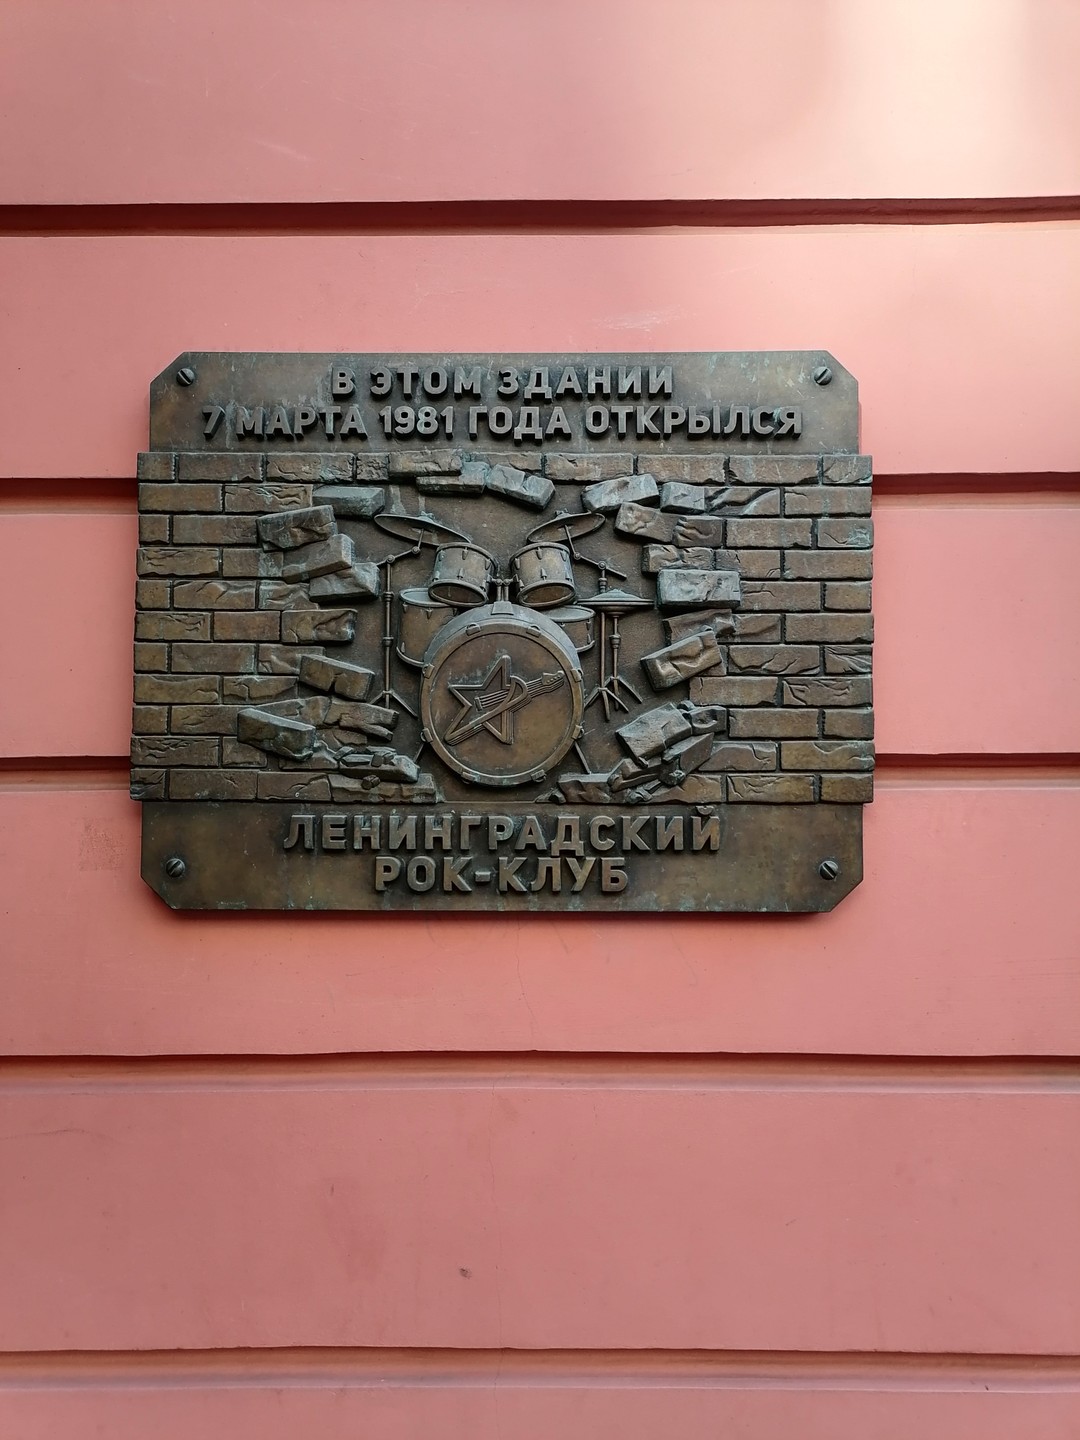 В ЭТОМ ЗДАНИИ
7 МАРТА 1981 ГОДА ОТКРЫЛСЯ
ЛЕНИНГРАДСКИЙ
РОК-КЛУБ